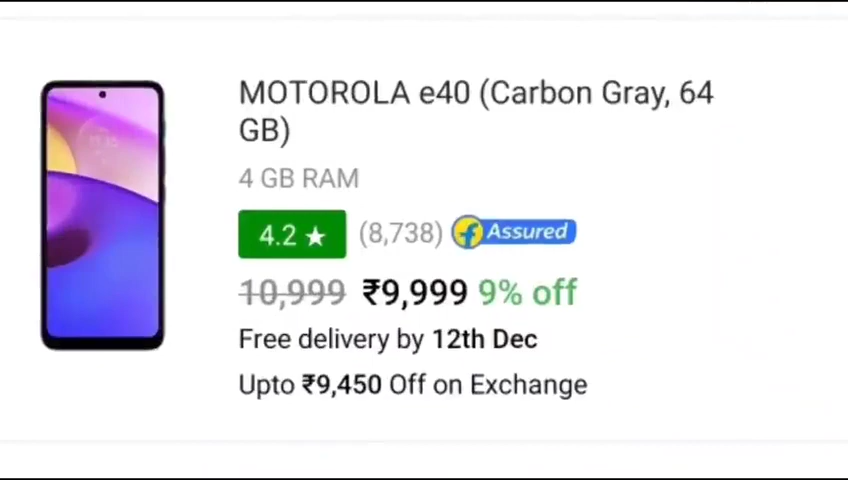 MOTOROLA e40 (Carbon Gray, 64
GB)
4 GB RAM
4.2 ★ (8,738) Assured
10,999 ₹9,999 9% off
Free delivery by 12th Dec
Upto ₹9,450 Off on Exchange